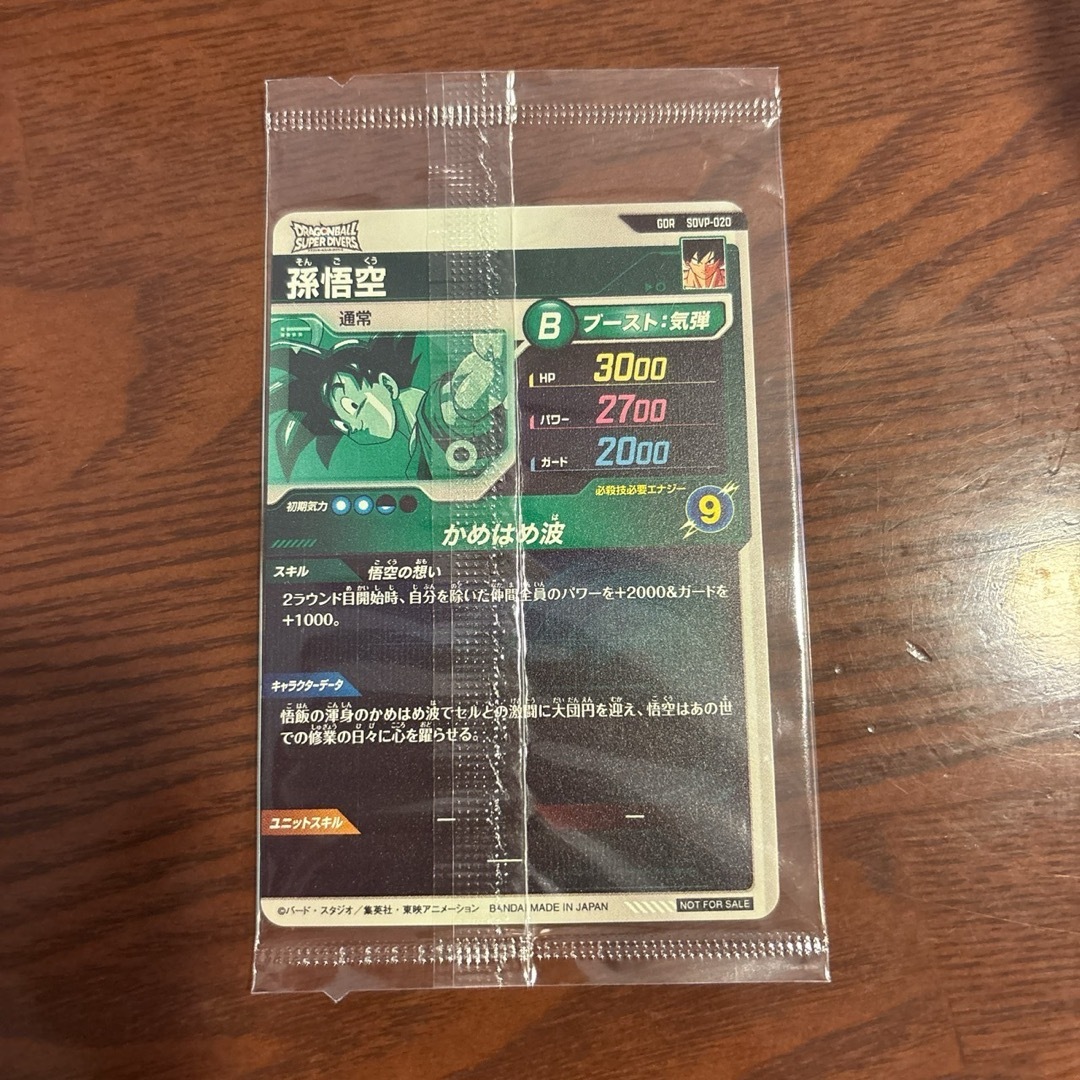 GDR SDVP-020
DRAGONBALL
SUPER DIVERS
そん ご くう
孫悟空
通常
B ブースト:気弾
HP 3000
パワー 2700
ガード 2000
初期気力
必殺技必要エナジー
9
は
かめはめ波
スキル
ご くう おも
悟空の想い
2ラウンド目開始時、自分を除いた仲間全員のパワーを+2000&ガードを
+1000。
キャラクターデータ
悟飯の渾身のかめはめ波でセルとの激闘に大団円を迎え、悟空はあの世
での修業の日々に心を躍らせる。
ユニットスキル
ー
ー
ー
©バード・スタジオ/集英社・東映アニメーション BANDAI MADE IN JAPAN
NOT FOR SALE